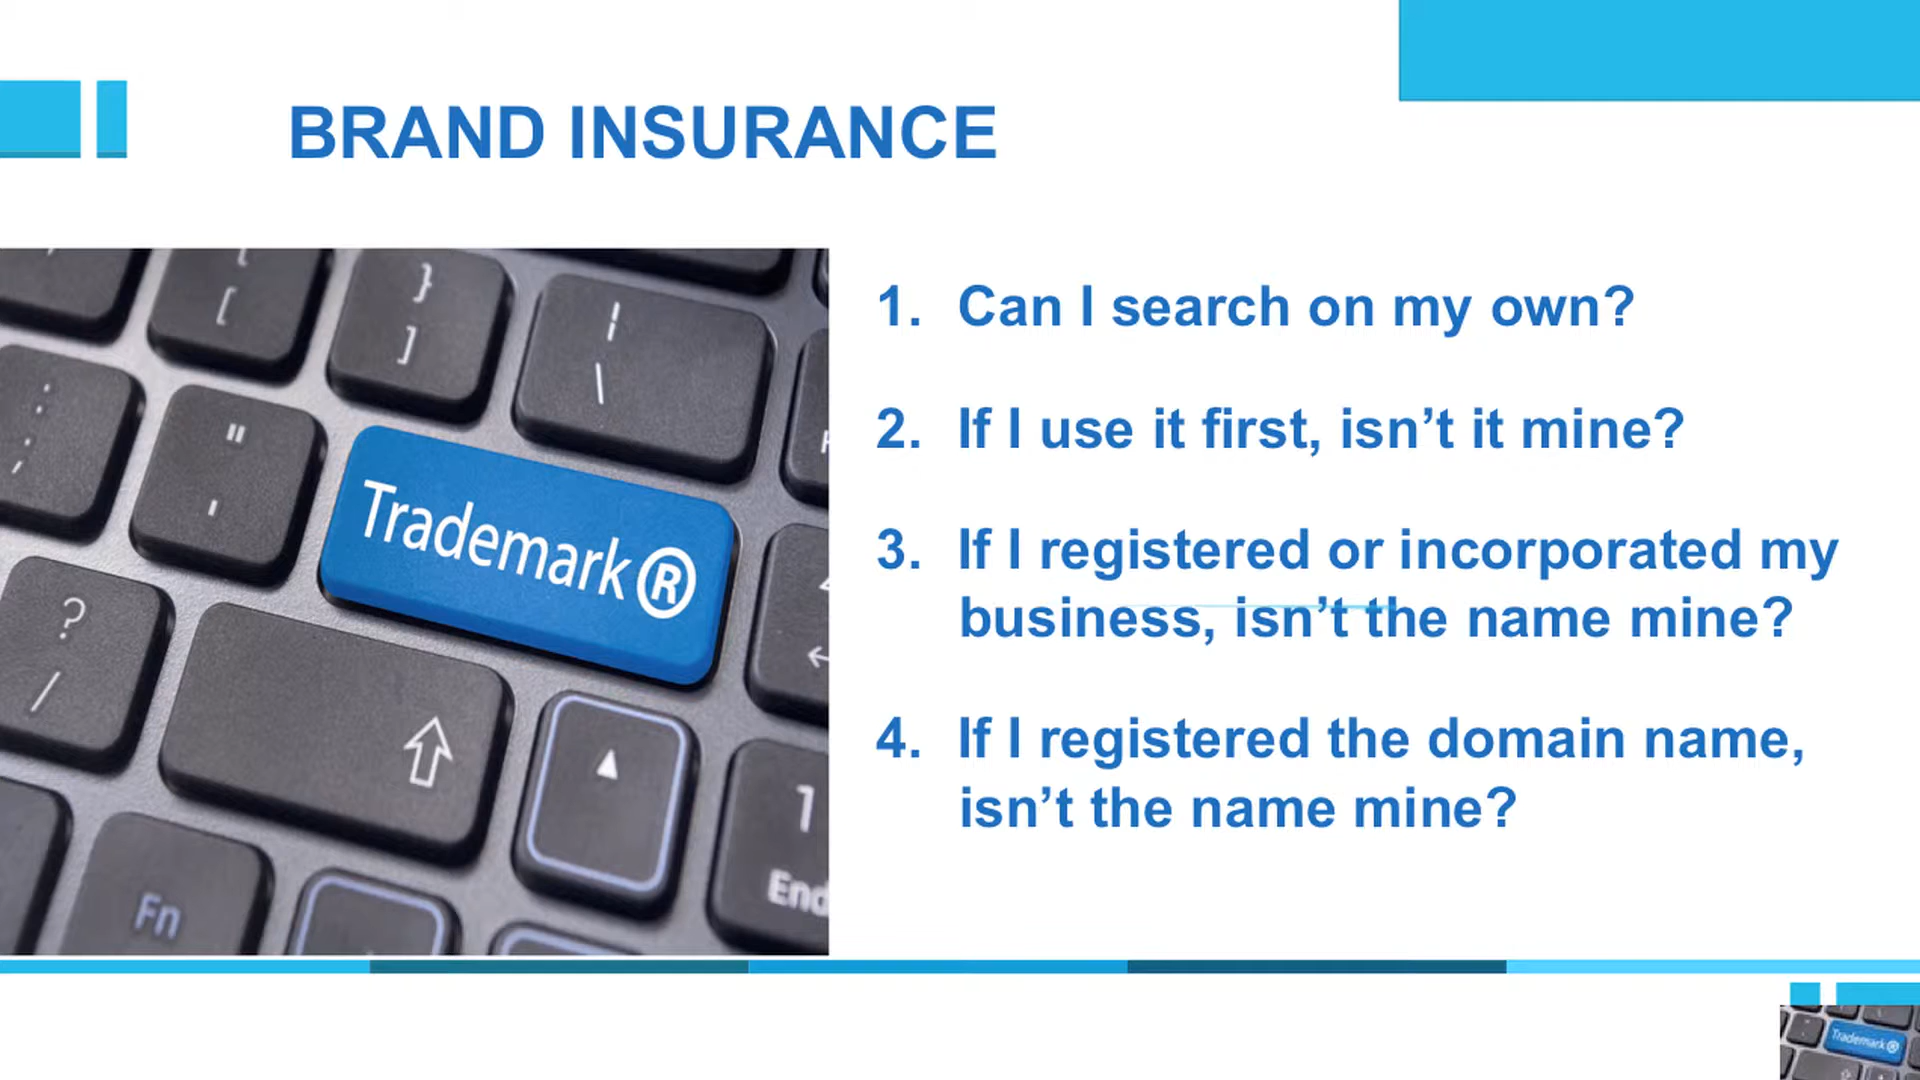 BRAND INSURANCE
1. Can I search on my own?
2. If I use it first, isn’t it mine?
3. If I registered or incorporated my
business, isn’t the name mine?
4. If I registered the domain name,
isn’t the name mine?
{ [
} ]
| \
: ;
" '
Trademark ®
? /
1
End
Fn
Trademark ®